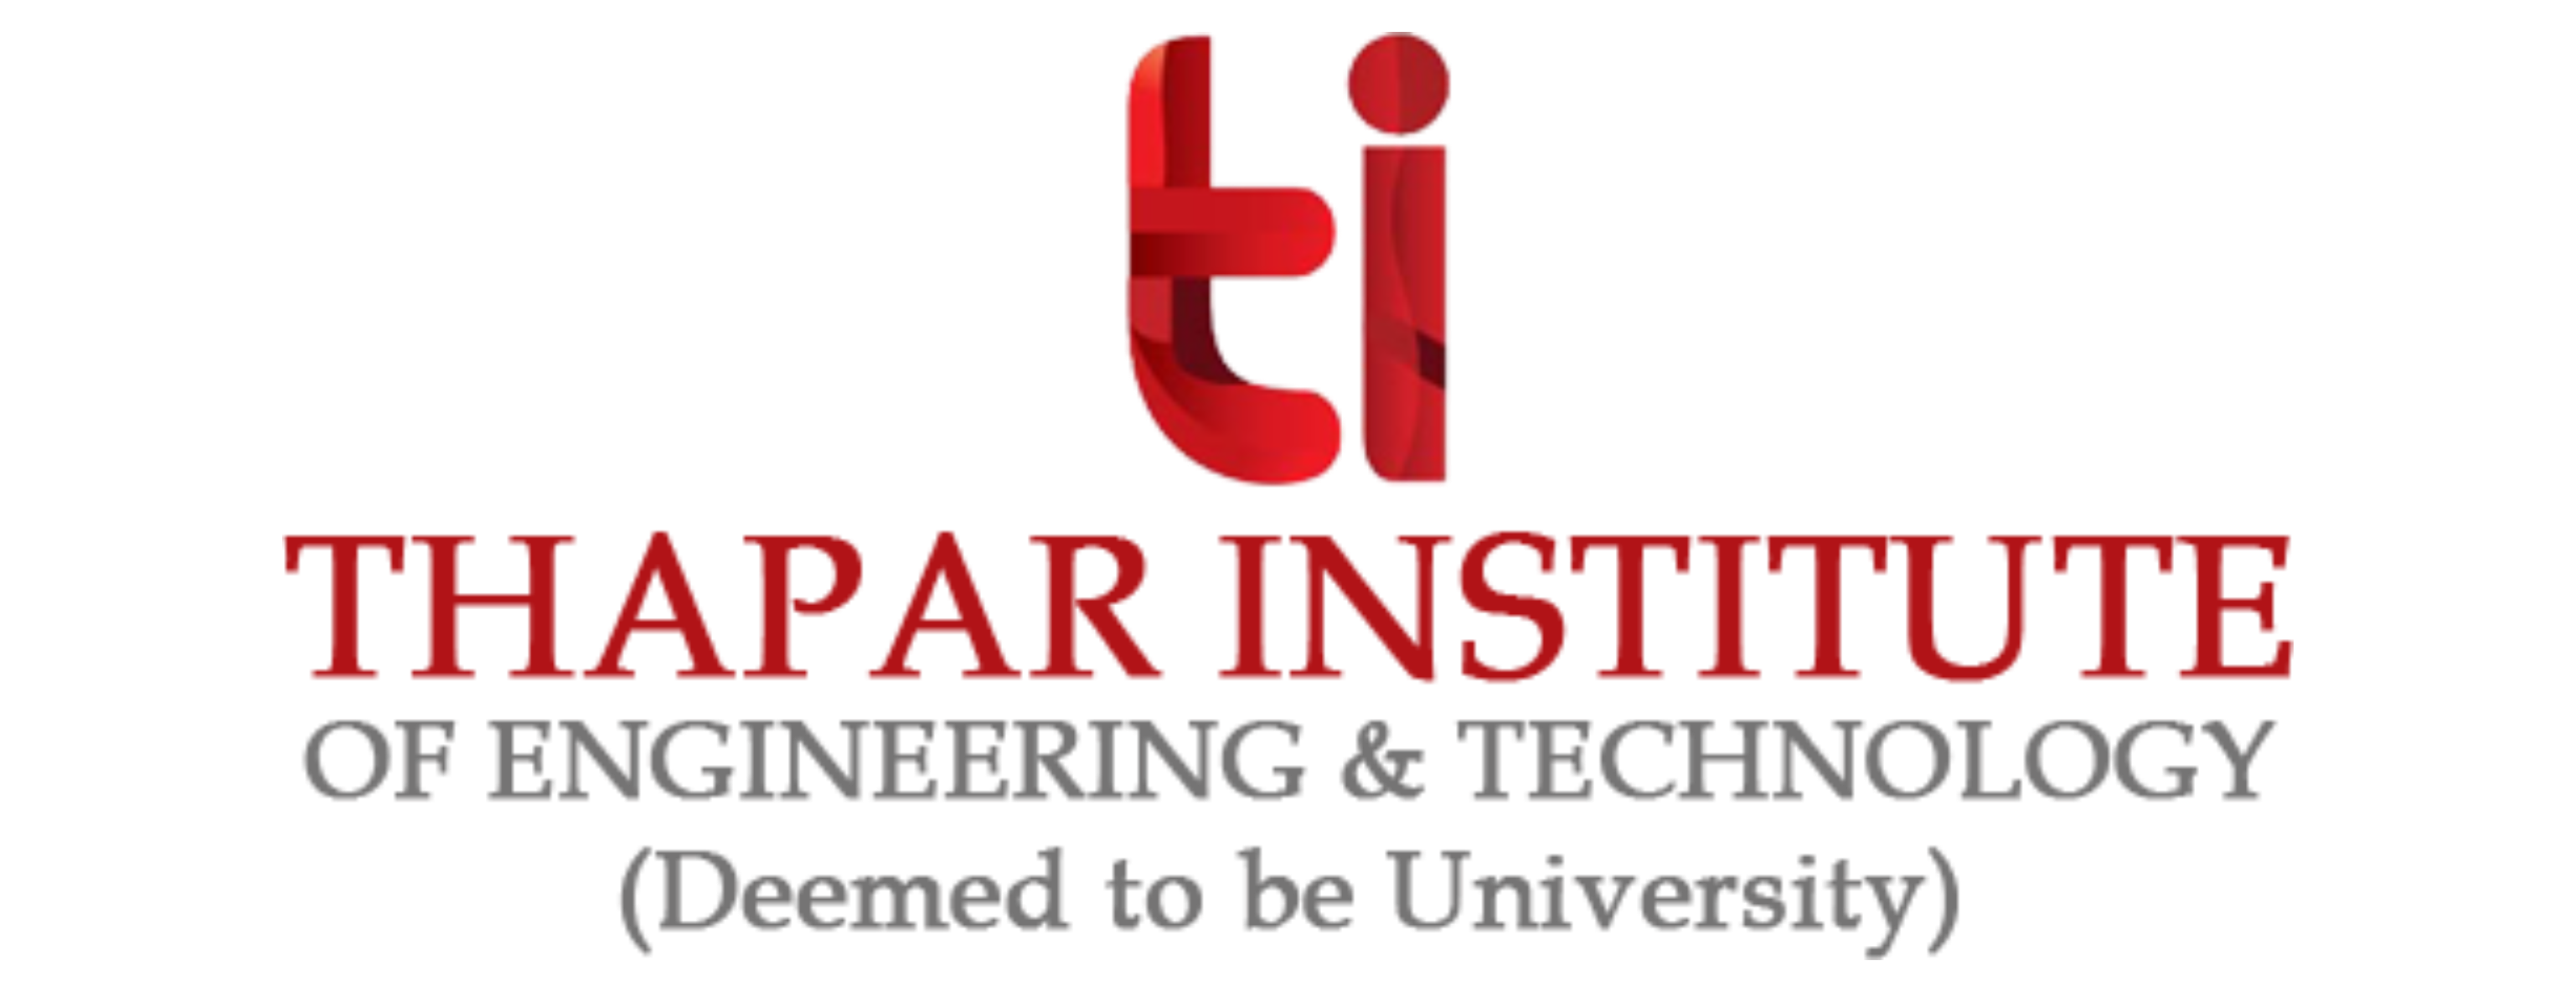 ti
THAPAR INSTITUTE
OF ENGINEERING & TECHNOLOGY
(Deemed to be University)